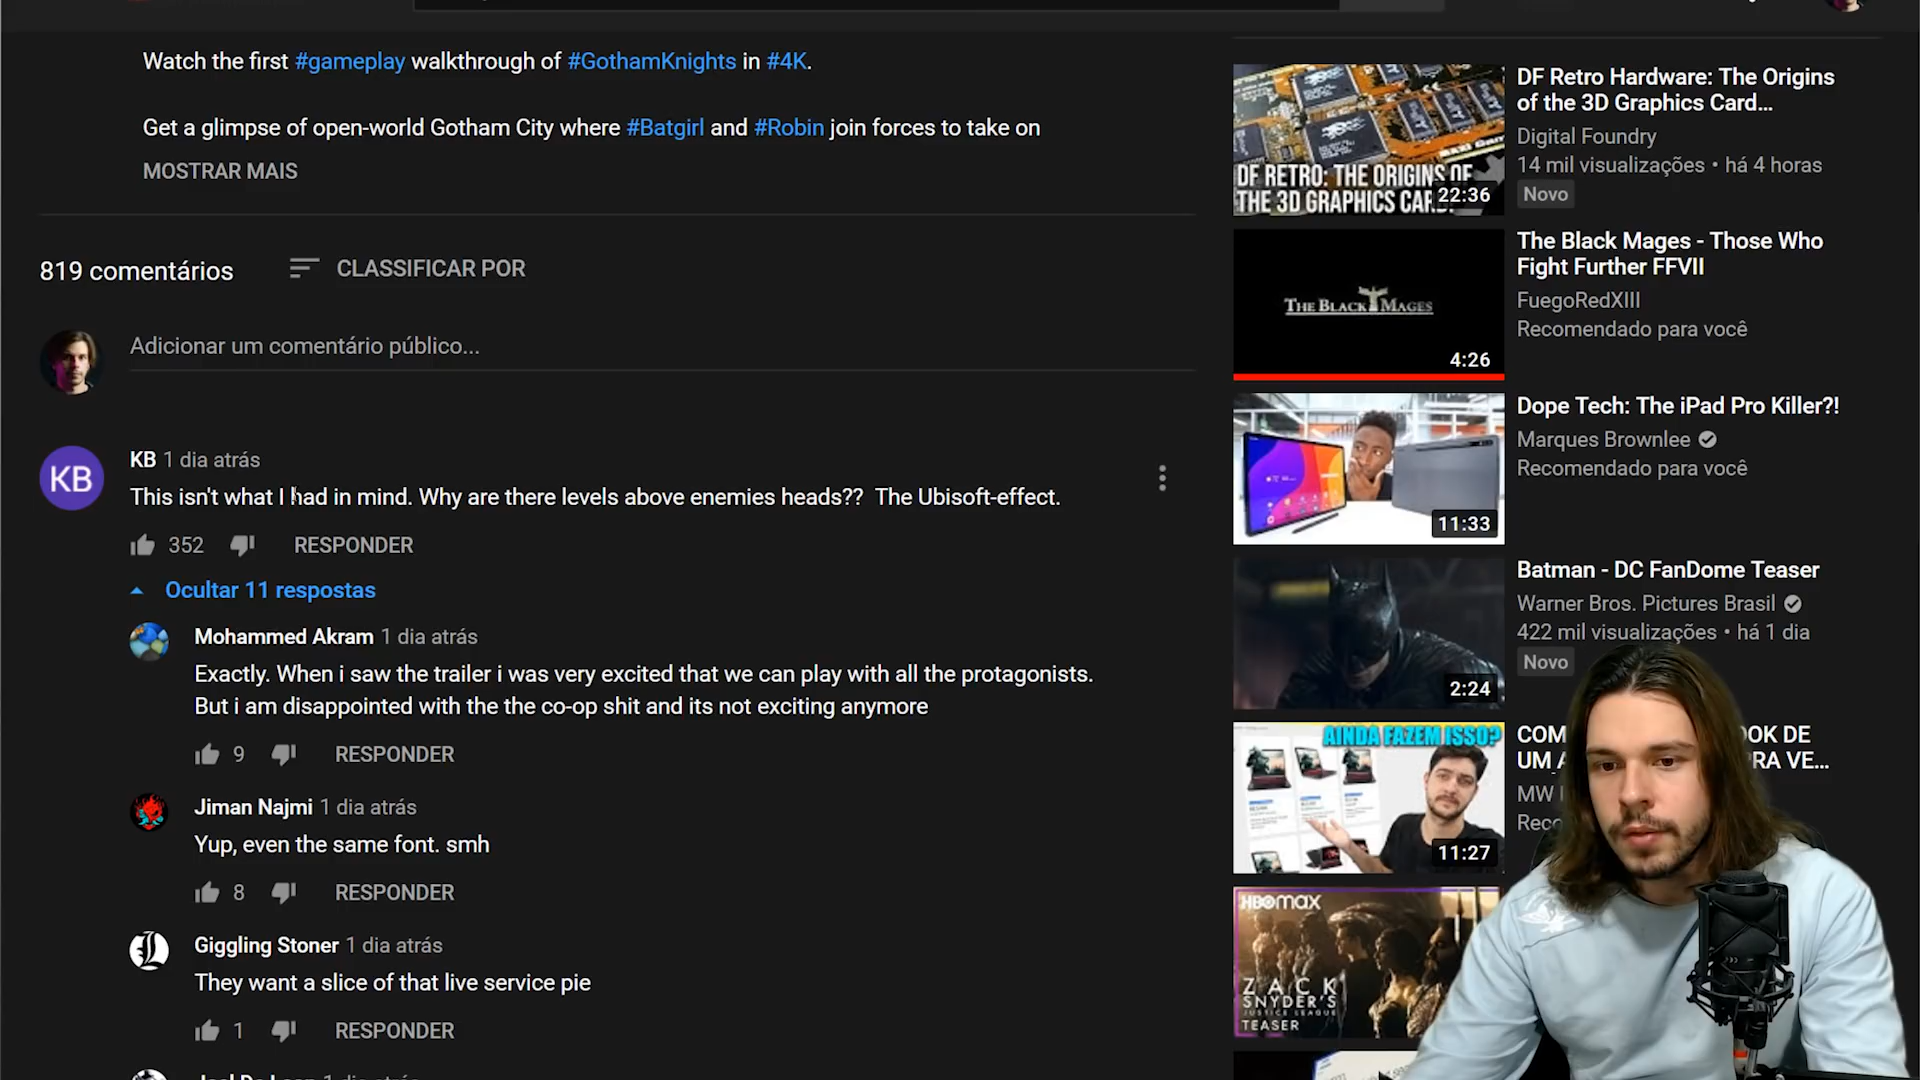 Watch the first #gameplay walkthrough of #GothamKnights in #4K.
Get a glimpse of open-world Gotham City where #Batgirl and #Robin join forces to take on
MOSTRAR MAIS
819 comentários
CLASSIFICAR POR
Adicionar um comentário público...
KB
KB 1 dia atrás
This isn't what I had in mind. Why are there levels above enemies heads?? The Ubisoft-effect.
352
RESPONDER
Ocultar 11 respostas
Mohammed Akram 1 dia atrás
Exactly. When i saw the trailer i was very excited that we can play with all the protagonists.
But i am disappointed with the the co-op shit and its not exciting anymore
9
RESPONDER
Jiman Najmi 1 dia atrás
Yup, even the same font. smh
8
RESPONDER
Giggling Stoner 1 dia atrás
They want a slice of that live service pie
1
RESPONDER
1 dia atrás
DF RETRO: THE ORIGINS OF
THE 3D GRAPHICS CAR
22:36
DF Retro Hardware: The Origins
of the 3D Graphics Card...
Digital Foundry
14 mil visualizações • há 4 horas
Novo
THE BLACK MAGES
4:26
The Black Mages - Those Who
Fight Further FFVII
FuegoRedXIII
Recomendado para você
11:33
Dope Tech: The iPad Pro Killer?!
Marques Brownlee
Recomendado para você
2:24
Batman - DC FanDome Teaser
Warner Bros. Pictures Brasil
422 mil visualizações • há 1 dia
Novo
AINDA FAZEM ISSO?
11:27
COM OOK DE
UM A RA VE...
MW
Reco
HBOMAX
ZACK
SNYDER'S
JUSTICE LEAGUE
TEASER